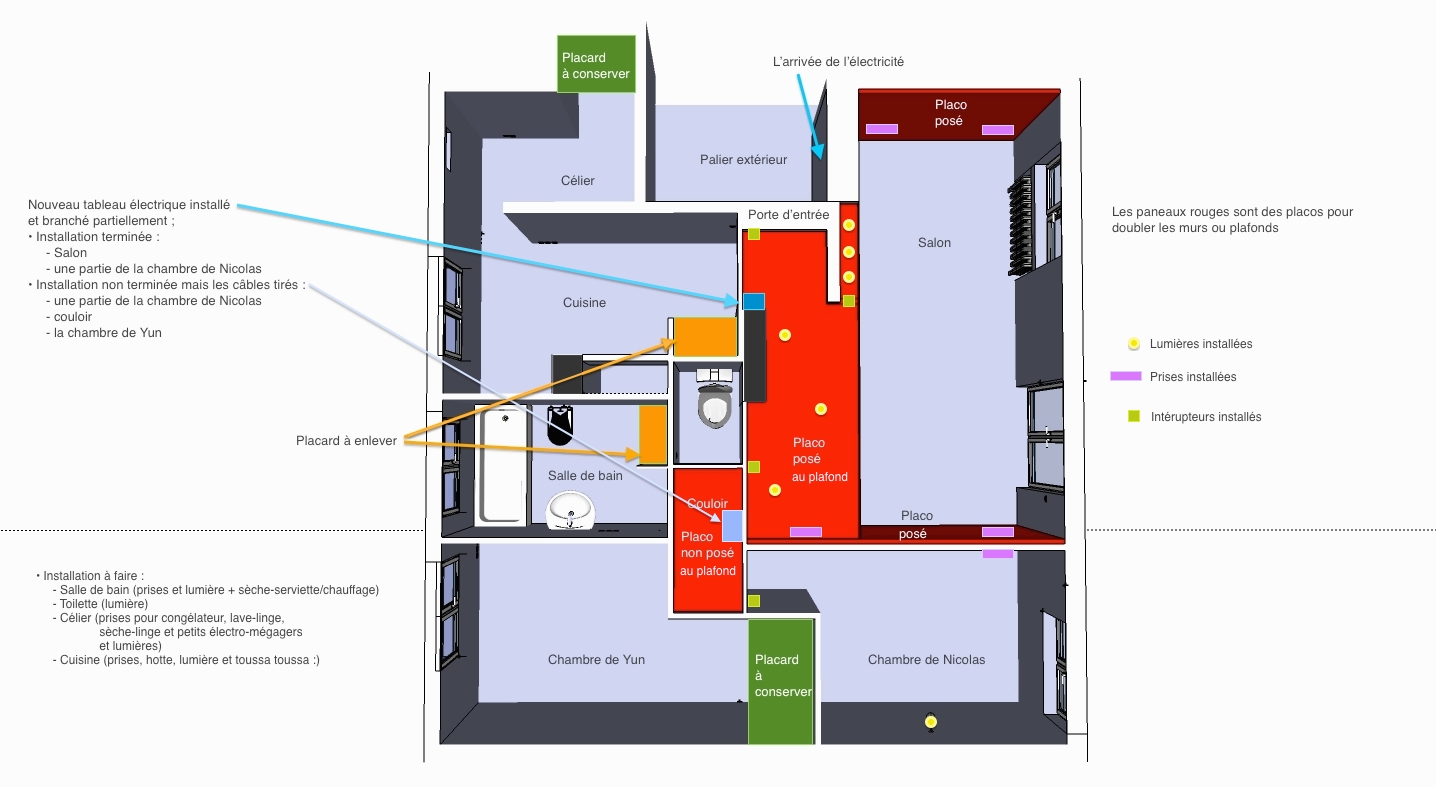 Placard
à conserver
L'arrivée de l'électricité
Placo
posé
Palier extérieur
Célier
Nouveau tableau électrique installé
et branché partiellement ;
• Installation terminée :
- Salon
- une partie de la chambre de Nicolas
• Installation non terminée mais les câbles tirés :
- une partie de la chambre de Nicolas
- couloir
- la chambre de Yun
Porte d'entrée
Salon
Les paneaux rouges sont des placos pour
doubler les murs ou plafonds
Cuisine
Lumières installées
Prises installées
Intérupteurs installés
Placard à enlever
Placo
posé
au plafond
Salle de bain
Couloir
Placo
non posé
au plafond
Placo
posé
• Installation à faire :
- Salle de bain (prises et lumière + sèche-serviette/chauffage)
- Toilette (lumière)
- Célier (prises pour congélateur, lave-linge,
sèche-linge et petits électro-mégagers
et lumières)
- Cuisine (prises, hotte, lumière et toussa toussa :)
Chambre de Yun
Placard
à
conserver
Chambre de Nicolas